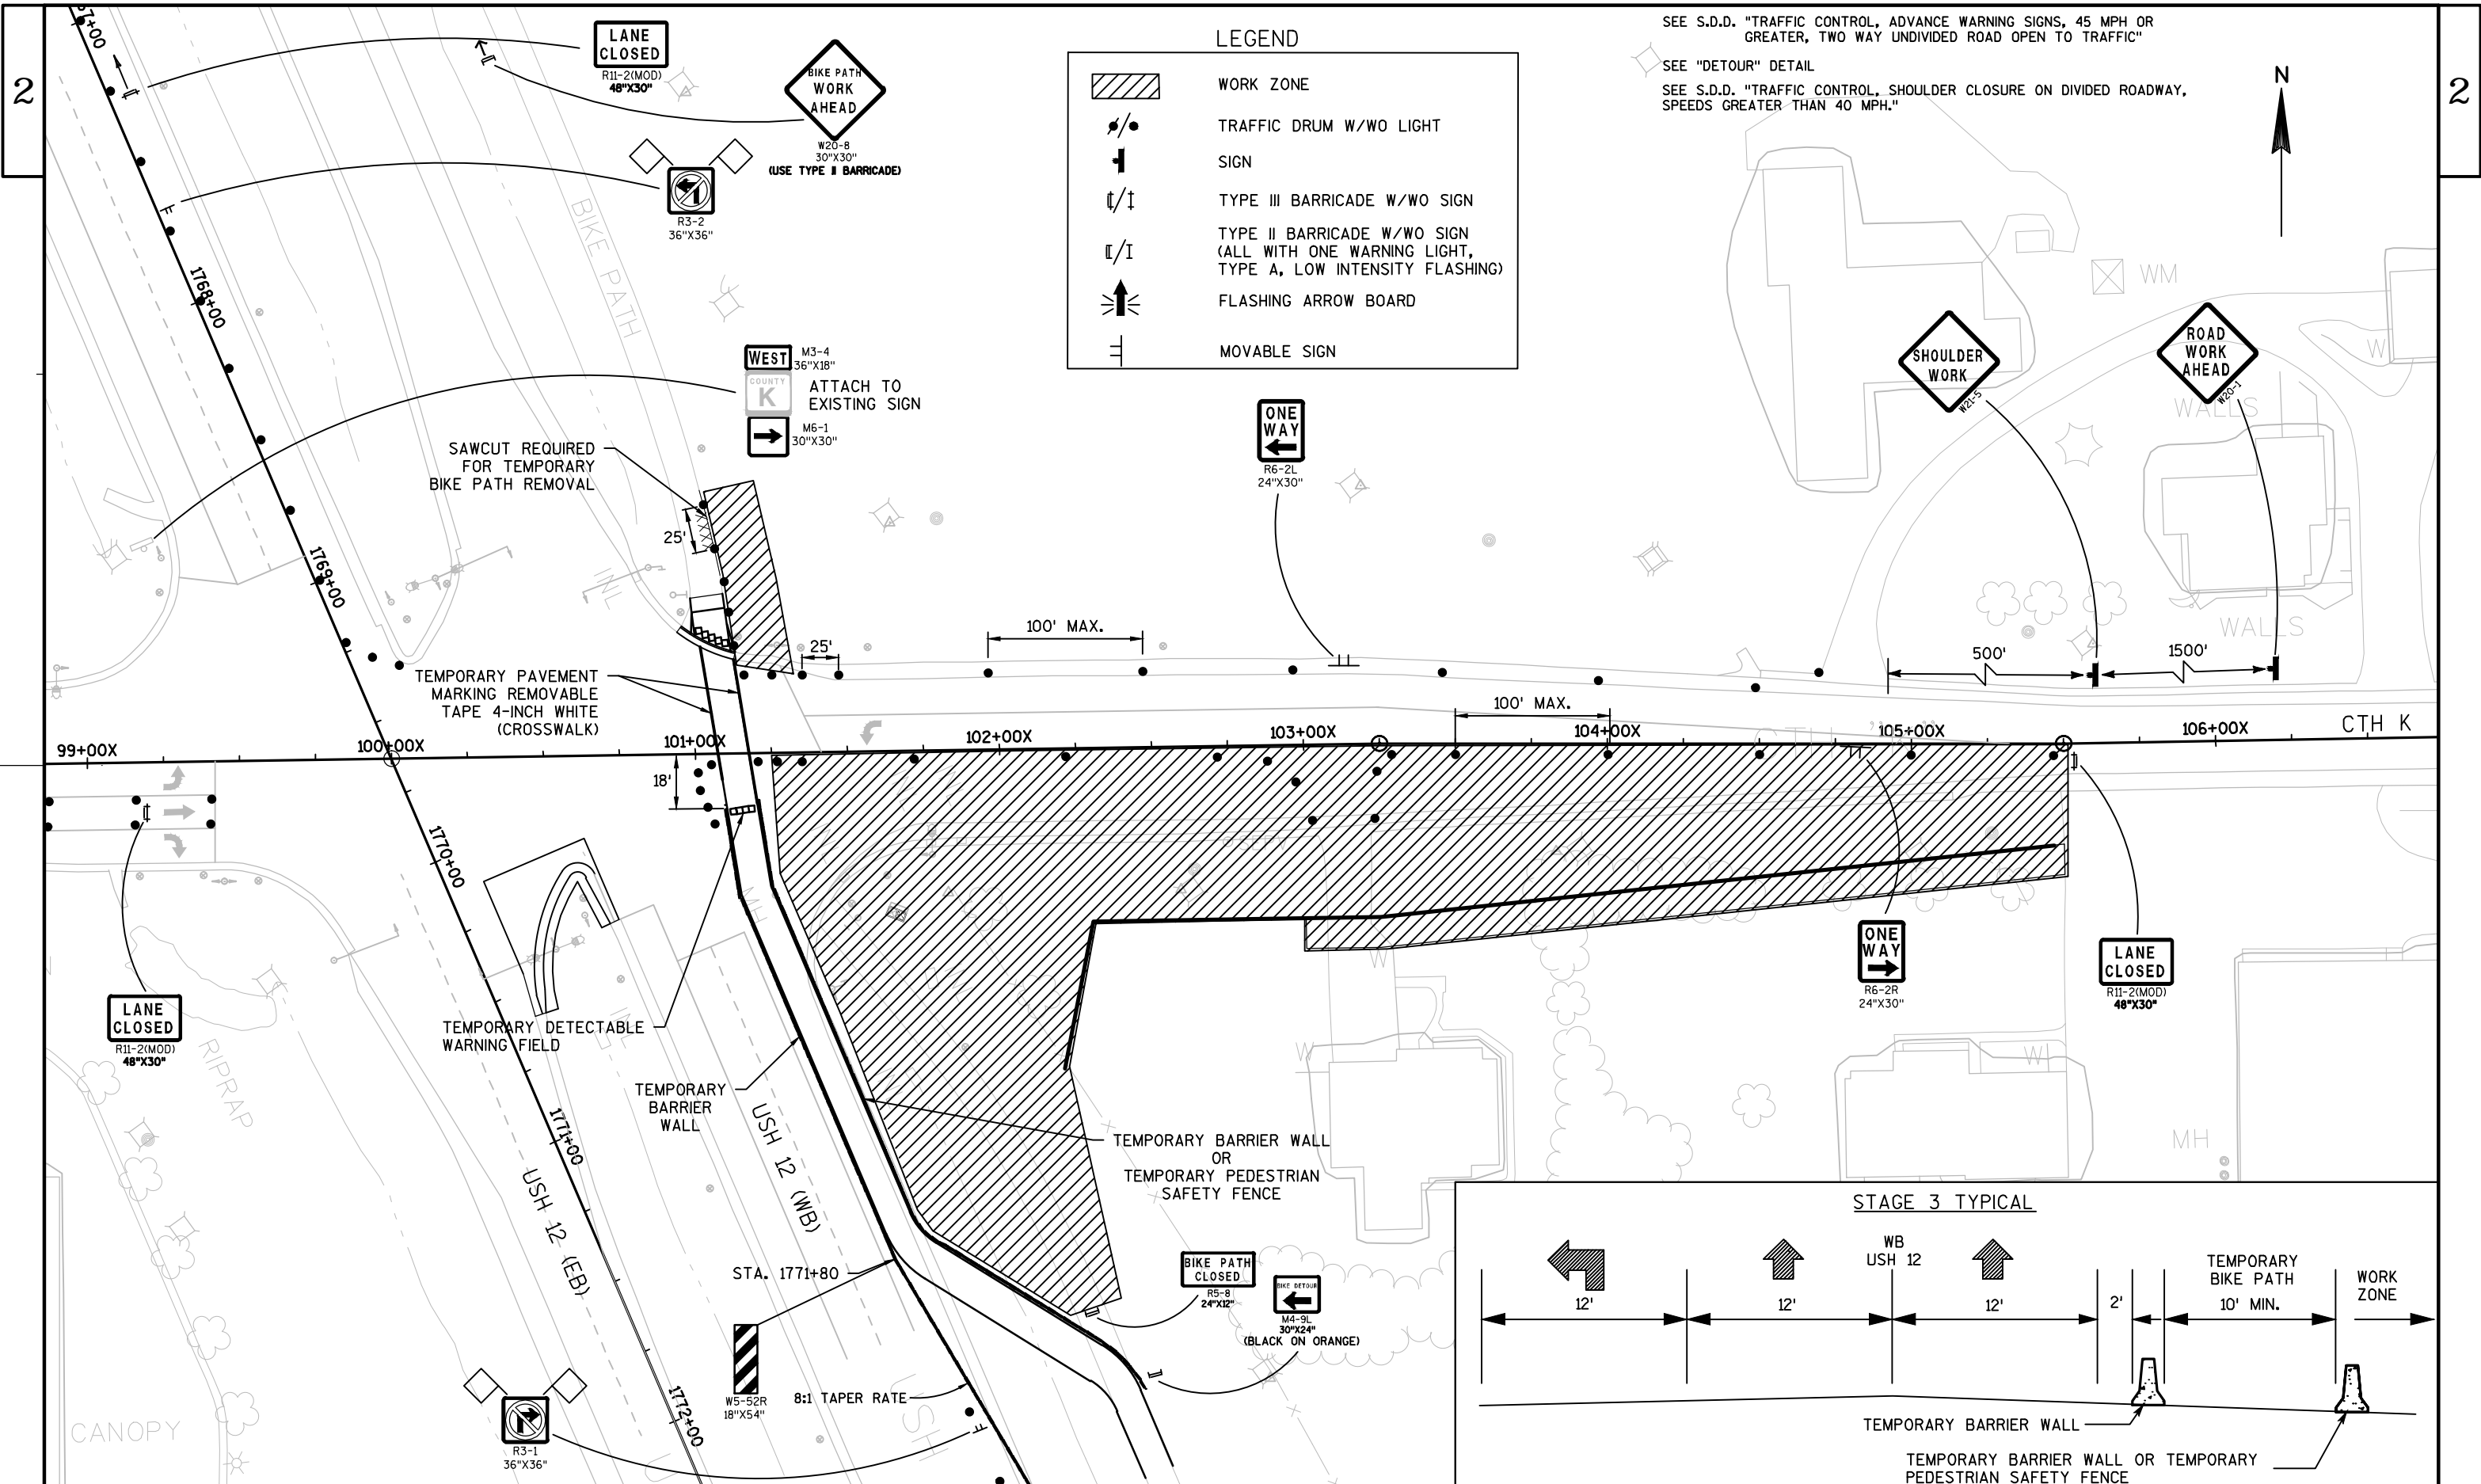 2
2
LANE
CLOSED
R11-2(MOD)
48"X30"
BIKE PATH
WORK
AHEAD
W20-8
30"X30"
(USE TYPE II BARRICADE)
R3-2
36"X36"
LEGEND
WORK ZONE
TRAFFIC DRUM W/WO LIGHT
SIGN
TYPE III BARRICADE W/WO SIGN
TYPE II BARRICADE W/WO SIGN
(ALL WITH ONE WARNING LIGHT,
TYPE A, LOW INTENSITY FLASHING)
FLASHING ARROW BOARD
MOVABLE SIGN
SEE S.D.D. "TRAFFIC CONTROL, ADVANCE WARNING SIGNS, 45 MPH OR
GREATER, TWO WAY UNDIVIDED ROAD OPEN TO TRAFFIC"
SEE "DETOUR" DETAIL
SEE S.D.D. "TRAFFIC CONTROL, SHOULDER CLOSURE ON DIVIDED ROADWAY,
SPEEDS GREATER THAN 40 MPH."
N
BIKE PATH
WM
1768+00
WEST
M3-4
36"X18"
COUNTY
K
ATTACH TO
EXISTING SIGN
M6-1
30"X30"
SAWCUT REQUIRED
FOR TEMPORARY
BIKE PATH REMOVAL
25'
ONE
WAY
R6-2L
24"X30"
SHOULDER
WORK
W21-5
ROAD
WORK
AHEAD
W20-1
WALLS
WALLS
1769+00
INL
TEMPORARY PAVEMENT
MARKING REMOVABLE
TAPE 4-INCH WHITE
(CROSSWALK)
25'
100' MAX.
100' MAX.
500'
1500'
99+00X
100+00X
101+00X
102+00X
103+00X
104+00X
105+00X
106+00X
CTH K
18'
1770+00
LANE
CLOSED
R11-2(MOD)
48"X30"
RIPRAP
MH
INL
TEMPORARY DETECTABLE
WARNING FIELD
ONE
WAY
R6-2R
24"X30"
LANE
CLOSED
R11-2(MOD)
48"X30"
TEMPORARY
BARRIER
WALL
1771+00
USH 12 (EB)
USH 12 (WB)
TEMPORARY BARRIER WALL
OR
TEMPORARY PEDESTRIAN
SAFETY FENCE
MH
STA. 1771+80
BIKE PATH
CLOSED
R5-8
24"X12"
BIKE DETOUR
M4-9L
30"X24"
(BLACK ON ORANGE)
W5-52R
18"X54"
8:1 TAPER RATE
1772+00
USH
CANOPY
R3-1
36"X36"
STAGE 3 TYPICAL
WB
USH 12
TEMPORARY
BIKE PATH
WORK
ZONE
12'
12'
12'
2'
10' MIN.
TEMPORARY BARRIER WALL
TEMPORARY BARRIER WALL OR TEMPORARY
PEDESTRIAN SAFETY FENCE